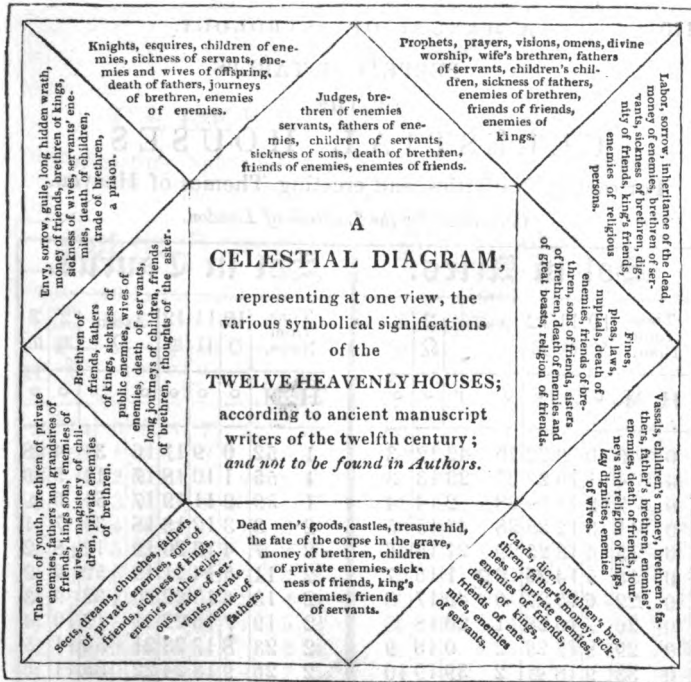 Knights, esquires, children of ene-
mies, sickness of servants, ene-
mies and wives of offspring,
death of fathers, journeys
of brethren, enemies
of enemies.
Judges, bre-
thren of enemies
servants, fathers of ene-
mies, children of servants,
sickness of sons, death of brethren,
friends of enemies, enemies of friends.
Prophets, prayers, visions, omens, divine
worship, wife's brethren, fathers
of servants, children's chil-
dren, sickness of fathers,
enemies of brethren,
friends of friends,
enemies of
kings.
Envy, sorrow, guile, long hidden wrath,
money of friends, brethren of kings,
sickness of wives, servants' ene-
mies, death of children,
trade of brethren,
a prison.
Labor, sorrow, inheritance of the dead,
money of enemies, brethren of ser-
vants, sickness of brethren, dig-
nity of friends, king's friends,
enemies of religious
persons.
Brethren of
friends, fathers
of kings, sickness of
public enemies, wives of
enemies, death of servants,
long journeys of children, friends
of brethren, thoughts of the asker.
A
CELESTIAL DIAGRAM,
representing at one view, the
various symbolical significations
of the
TWELVE HEAVENLY HOUSES;
according to ancient manuscript
writers of the twelfth century;
and not to be found in Authors.
Fines,
pleas, laws,
nuptials, death of
enemies, friends of bre-
thren, sons of friends, sisters
of brethren, death of enemies and
of great beasts, religion of friends.
The end of youth, brethren of private
enemies, fathers and grandsires of
friends, kings sons, enemies of
wives, magistery of chil-
dren, private enemies
of brethren.
Vassals, children's money, brethren's fa-
thers, father's brethren, enemies'
enemies, death of friends, jour-
neys and religion of kings,
lay dignities, enemies
of wives.
Sects, dreams, churches, fathers
of private enemies, sons of
friends, sickness of kings,
enemies of the religi-
ous, trade of ser-
vants, private
enemies of
fathers.
Dead men's goods, castles, treasure hid,
the fate of the corpse in the grave,
money of brethren, children
of private enemies, sick-
ness of friends, king's
enemies, friends
of servants.
Cards, dice, brethren's bre-
thren, father's money, sick-
ness of private enemies,
enemies of friends,
death of kings,
friends of ene-
mies, enemies
of servants.